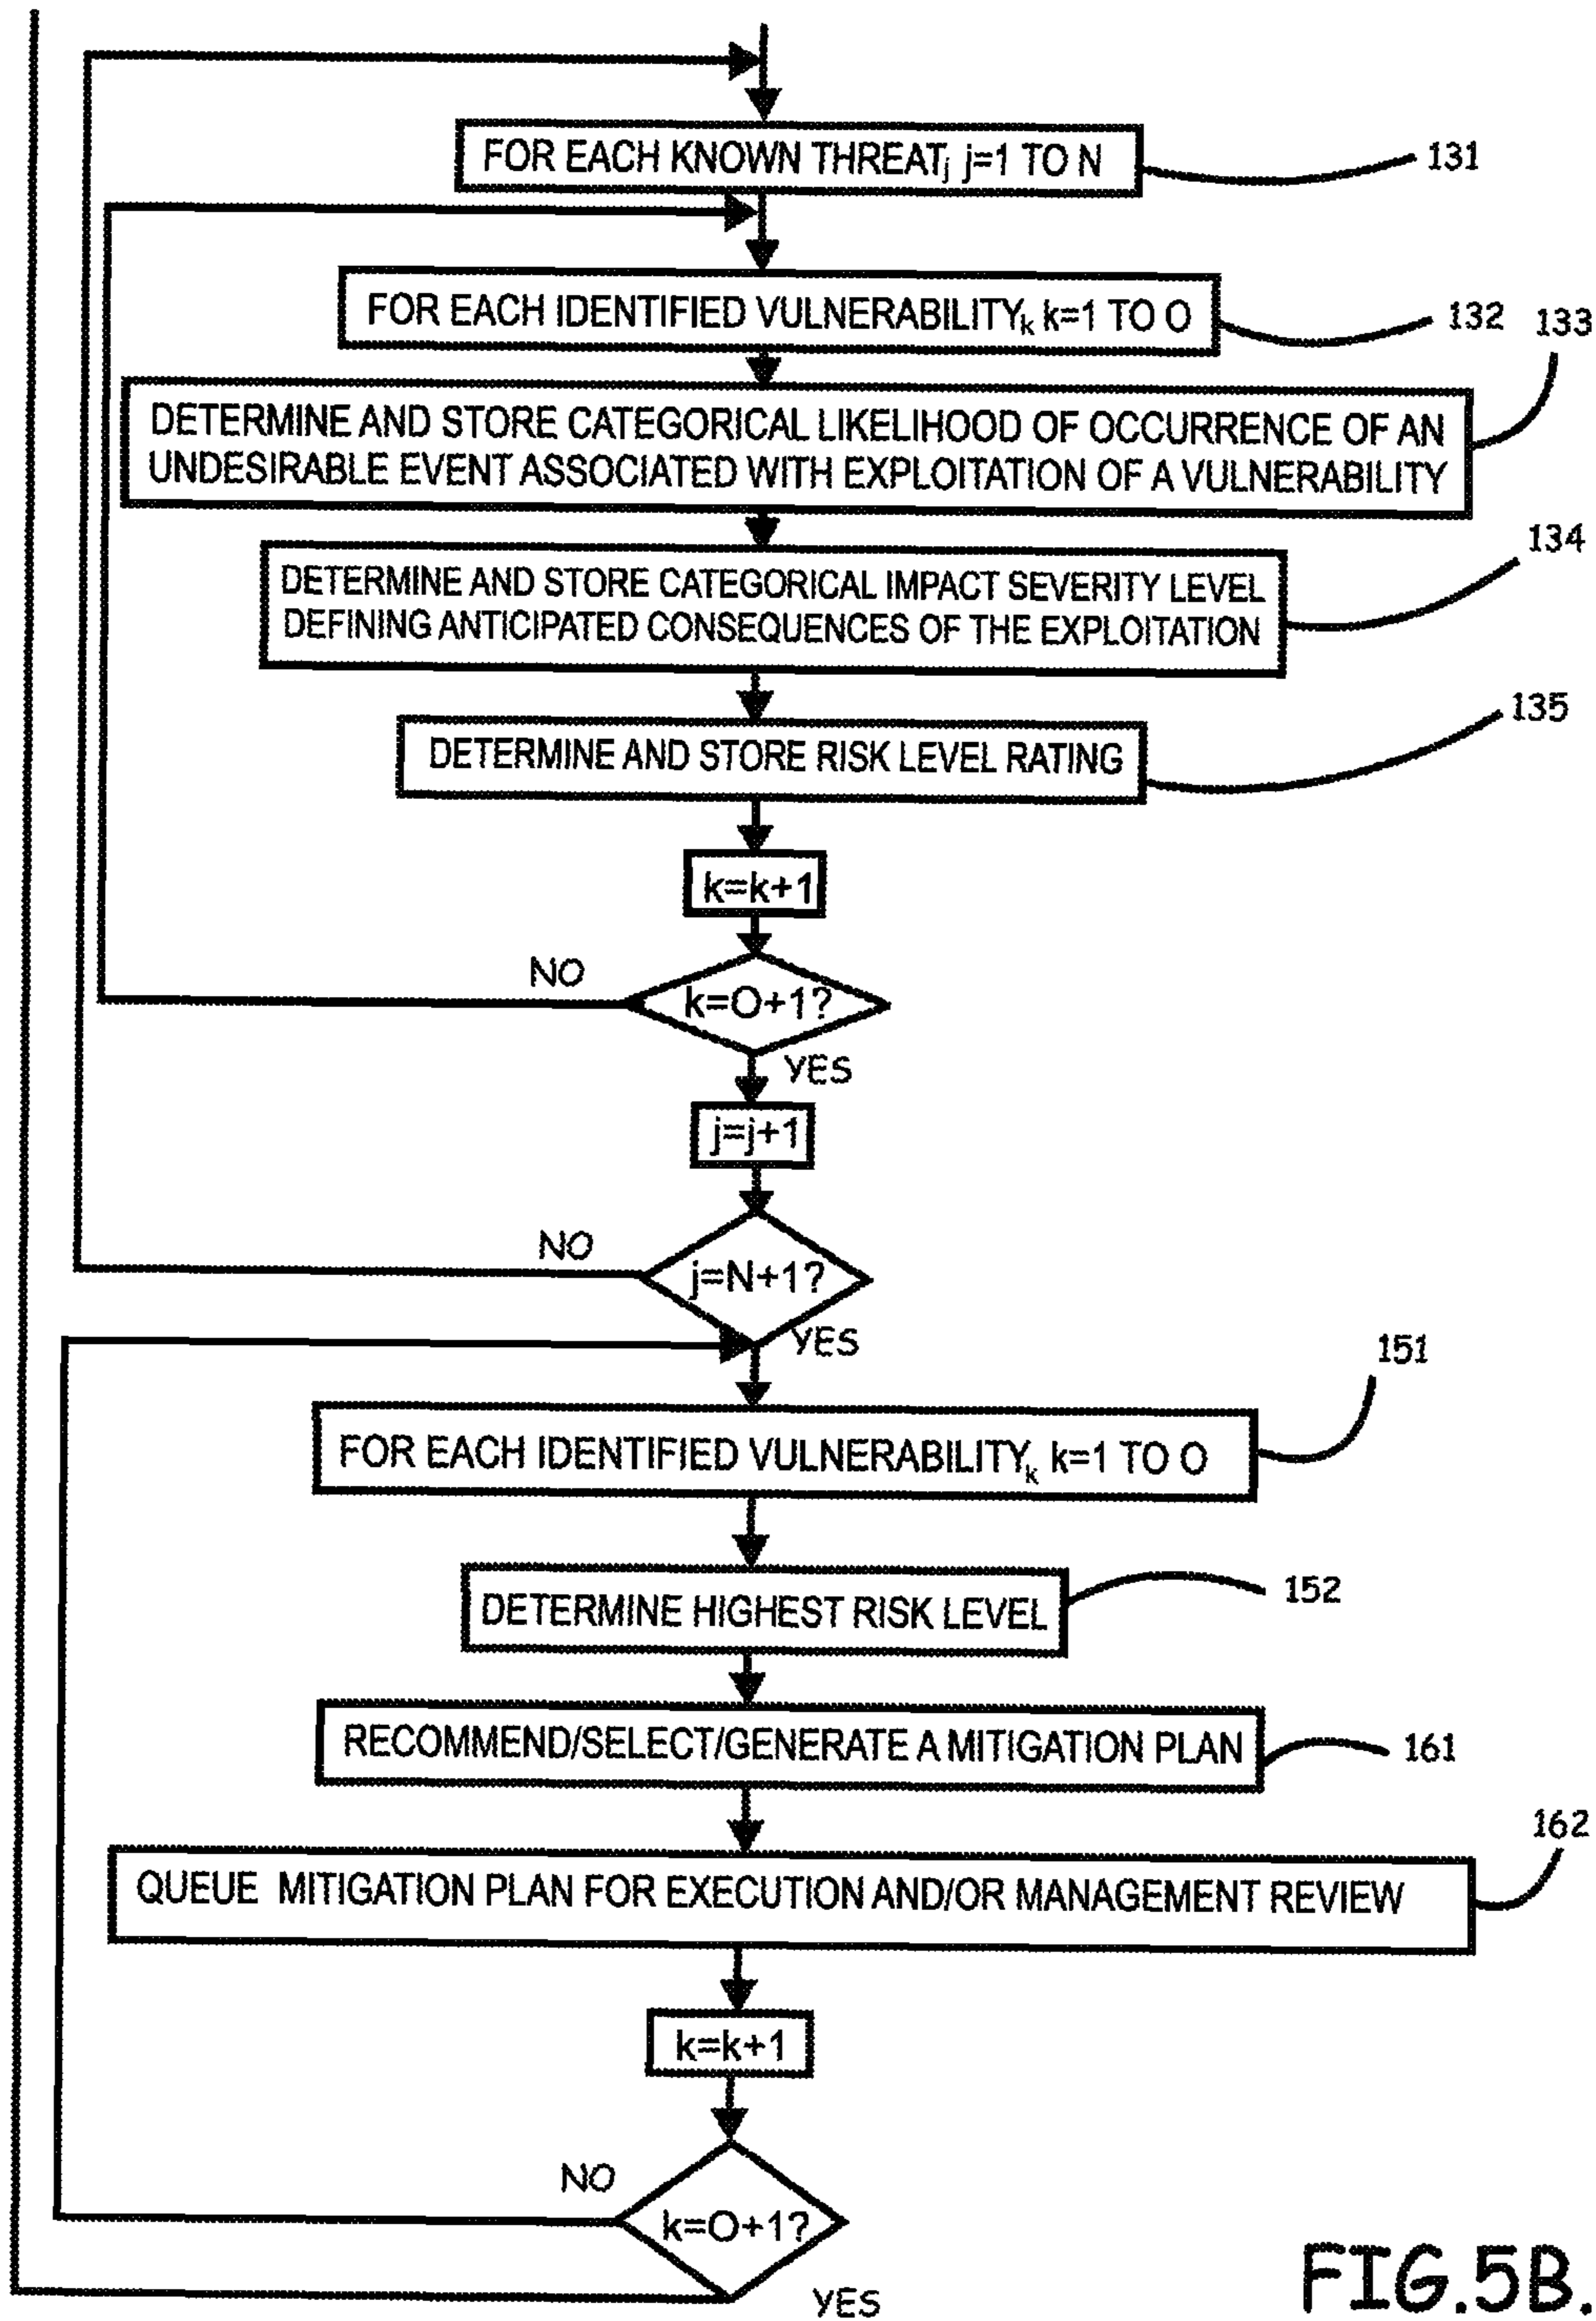 FOR EACH KNOWN THREATj j=1 TO N
131
FOR EACH IDENTIFIED VULNERABILITYk k=1 TO O
132
133
DETERMINE AND STORE CATEGORICAL LIKELIHOOD OF OCCURRENCE OF AN
UNDESIRABLE EVENT ASSOCIATED WITH EXPLOITATION OF A VULNERABILITY
134
DETERMINE AND STORE CATEGORICAL IMPACT SEVERITY LEVEL
DEFINING ANTICIPATED CONSEQUENCES OF THE EXPLOITATION
135
DETERMINE AND STORE RISK LEVEL RATING
k=k+1
NO
k=O+1?
YES
j=j+1
NO
j=N+1?
YES
151
FOR EACH IDENTIFIED VULNERABILITYk k=1 TO O
152
DETERMINE HIGHEST RISK LEVEL
RECOMMEND/SELECT/GENERATE A MITIGATION PLAN
161
162
QUEUE MITIGATION PLAN FOR EXECUTION AND/OR MANAGEMENT REVIEW
k=k+1
NO
k=O+1?
YES
FIG.5B.